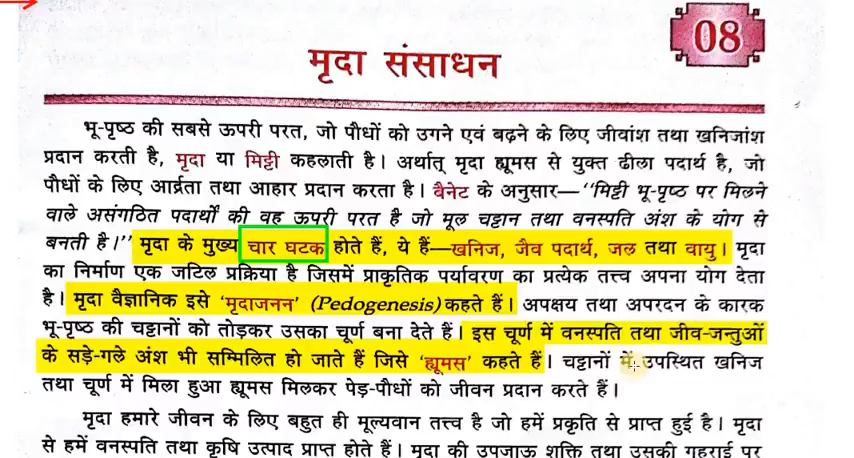 08
मृदा संसाधन
भू-पृष्ठ की सबसे ऊपरी परत, जो पौधों को उगने एवं बढ़ने के लिए जीवांश तथा खनिजांश
प्रदान करती है, मृदा या मिट्टी कहलाती है। अर्थात् मृदा ह्यूमस से युक्त ढीला पदार्थ है, जो
पौधों के लिए आर्द्रता तथा आहार प्रदान करता है। बैनेट के अनुसार—‘‘मिट्टी भू-पृष्ठ पर मिलने
वाले असंगठित पदार्थों की वह ऊपरी परत है जो मूल चट्टान तथा वनस्पति अंश के योग से
बनती है।’’ मृदा के मुख्य चार घटक होते हैं, ये हैं—खनिज, जैव पदार्थ, जल तथा वायु। मृदा
का निर्माण एक जटिल प्रक्रिया है जिसमें प्राकृतिक पर्यावरण का प्रत्येक तत्त्व अपना योग देता
है। मृदा वैज्ञानिक इसे ‘मृदाजनन’ (Pedogenesis) कहते हैं। अपक्षय तथा अपरदन के कारक
भू-पृष्ठ की चट्टानों को तोड़कर उसका चूर्ण बना देते हैं। इस चूर्ण में वनस्पति तथा जीव-जन्तुओं
के सड़े-गले अंश भी सम्मिलित हो जाते हैं जिसे ‘ह्यूमस’ कहते हैं। चट्टानों में उपस्थित खनिज
तथा चूर्ण में मिला हुआ ह्यूमस मिलकर पेड़-पौधों को जीवन प्रदान करते हैं।
मृदा हमारे जीवन के लिए बहुत ही मूल्यवान तत्त्व है जो हमें प्रकृति से प्राप्त हुई है। मृदा
से हमें वनस्पति तथा कृषि उत्पाद प्राप्त होते हैं। मृदा की उपजाऊ शक्ति तथा उसकी गहराई पर